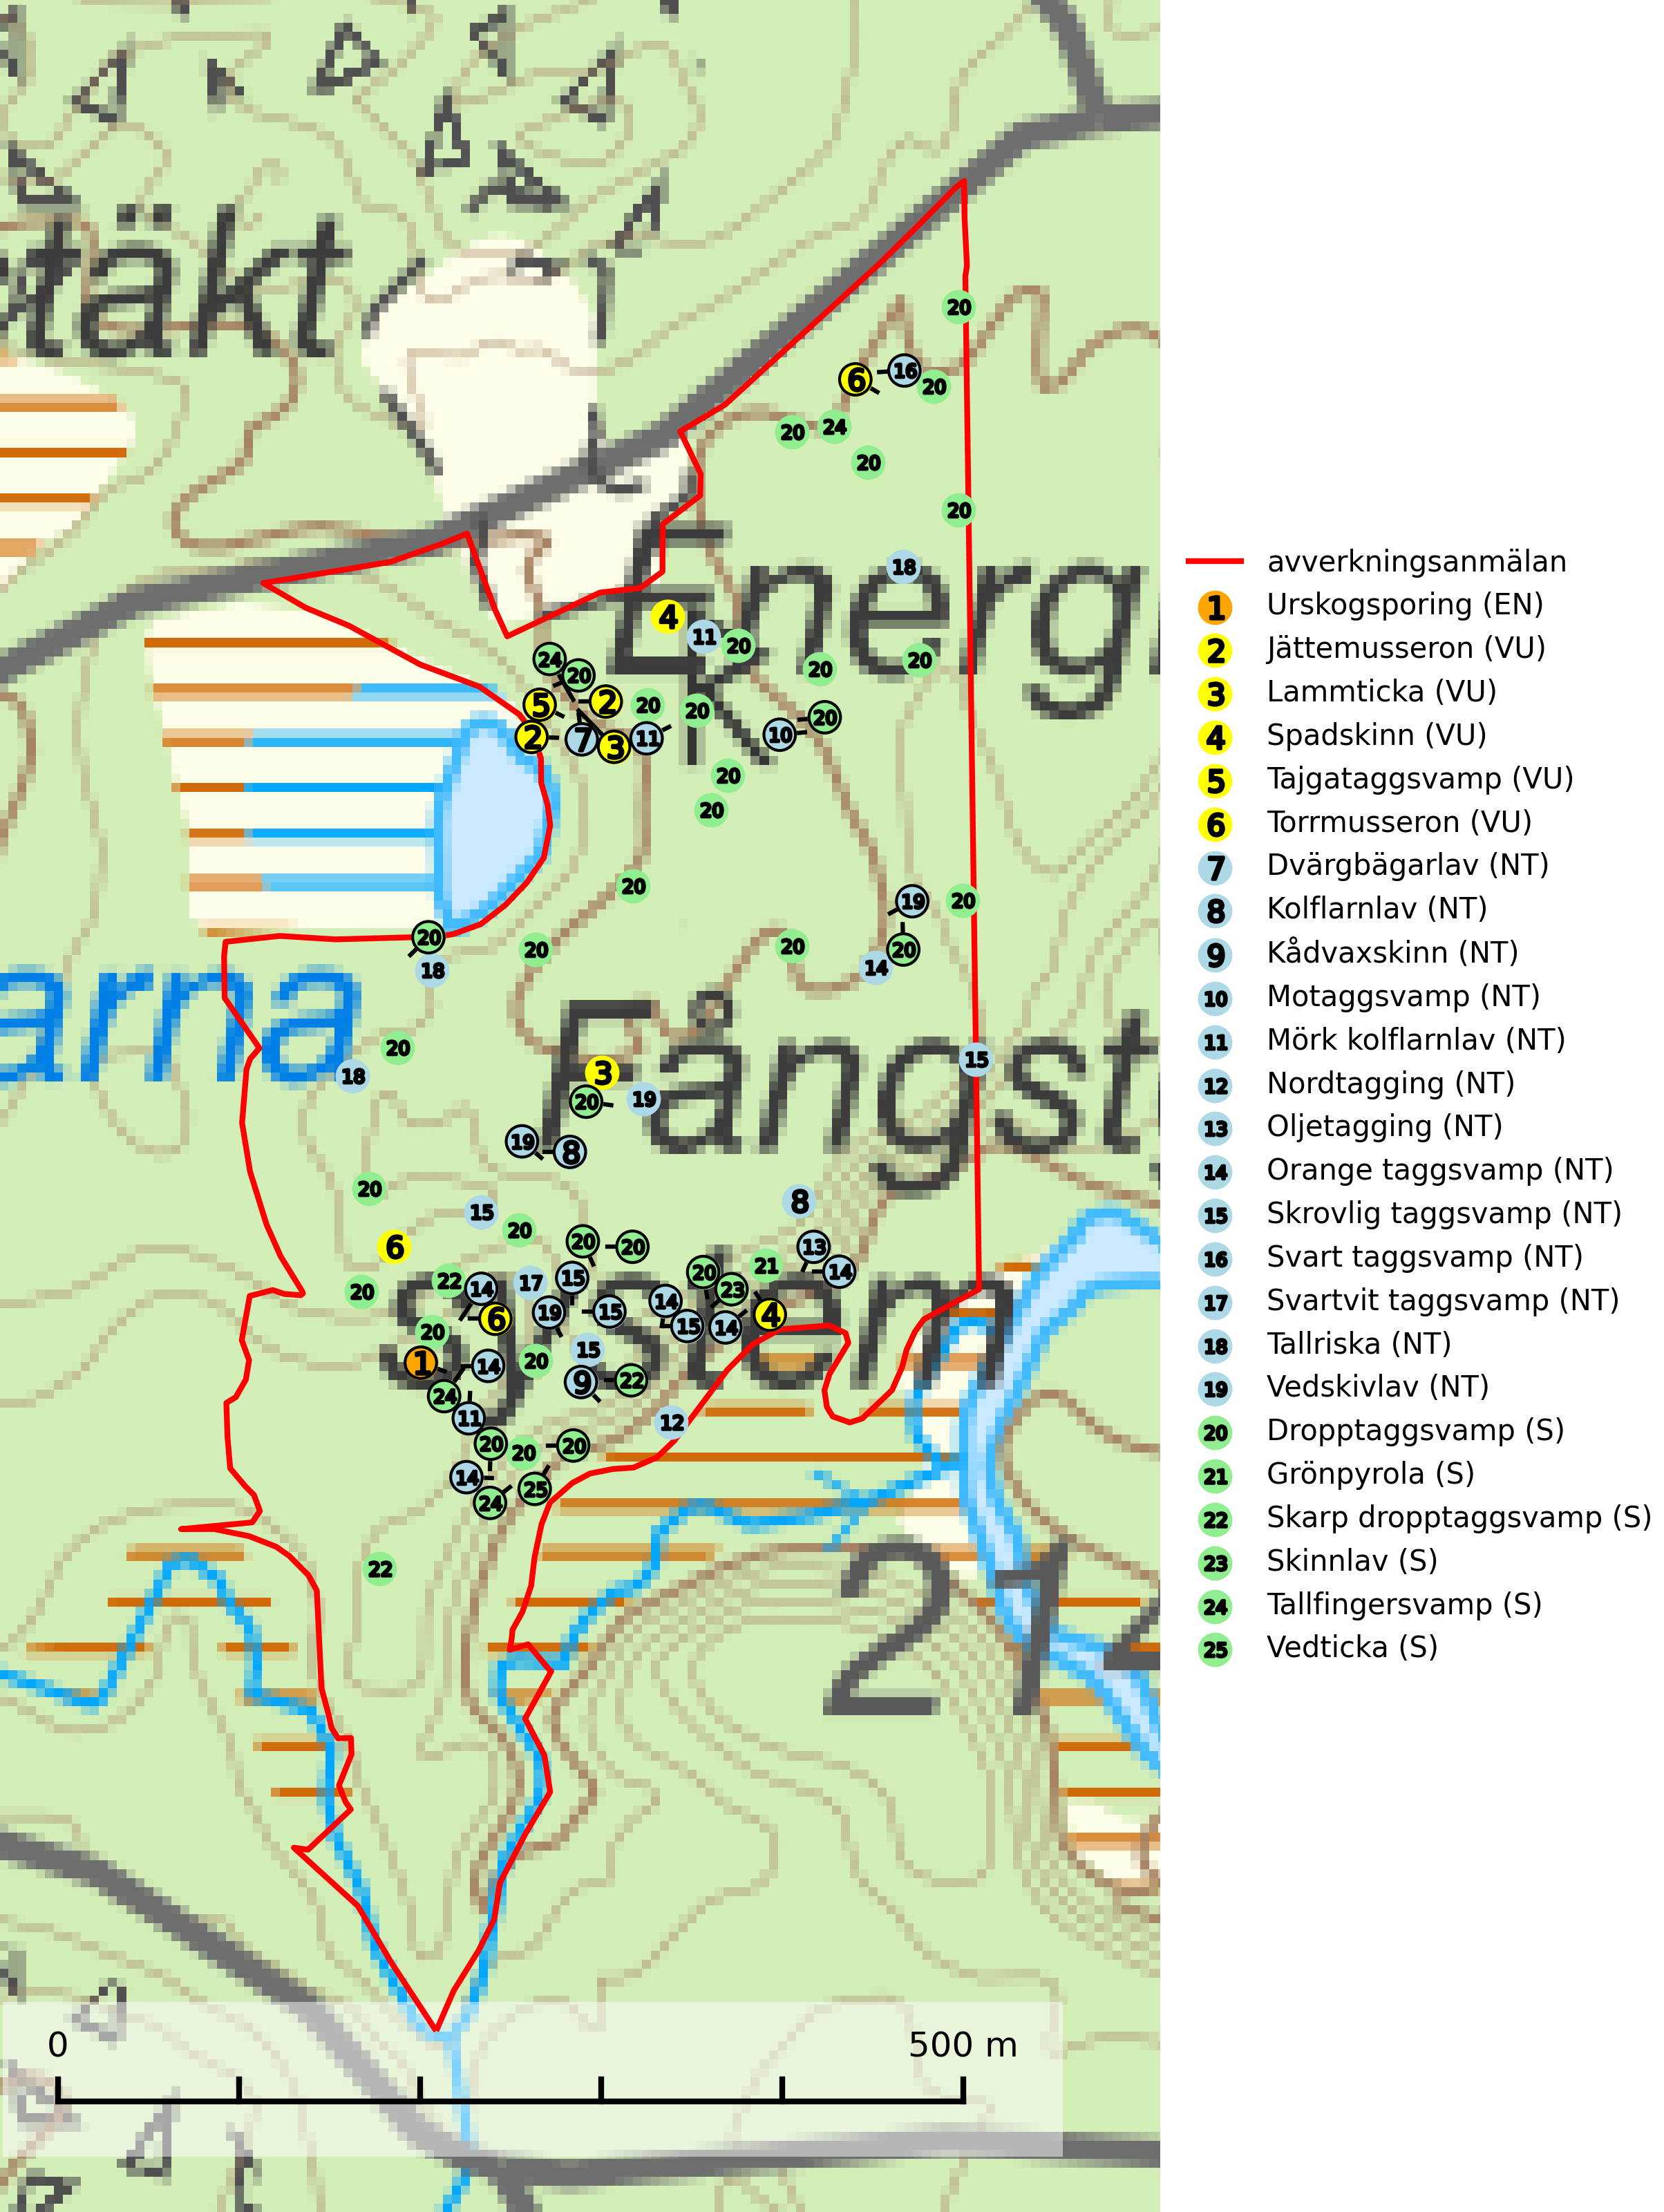 täkt
Energi
k
arna
Fångst
sjöslån
212
0
500 m
avverkningsanmälan
1 Urskogsporing (EN)
2 Jättemusseron (VU)
3 Lammticka (VU)
4 Spadskinn (VU)
5 Tajgataggsvamp (VU)
6 Torrmusseron (VU)
7 Dvärgbägarlav (NT)
8 Kolflarnlav (NT)
9 Kådvaxskinn (NT)
10 Motaggsvamp (NT)
11 Mörk kolflarnlav (NT)
12 Nordtagging (NT)
13 Oljetagging (NT)
14 Orange taggsvamp (NT)
15 Skrovlig taggsvamp (NT)
16 Svart taggsvamp (NT)
17 Svartvit taggsvamp (NT)
18 Tallriska (NT)
19 Vedskivlav (NT)
20 Dropptaggsvamp (S)
21 Grönpyrola (S)
22 Skarp dropptaggsvamp (S)
23 Skinnlav (S)
24 Tallfingersvamp (S)
25 Vedticka (S)